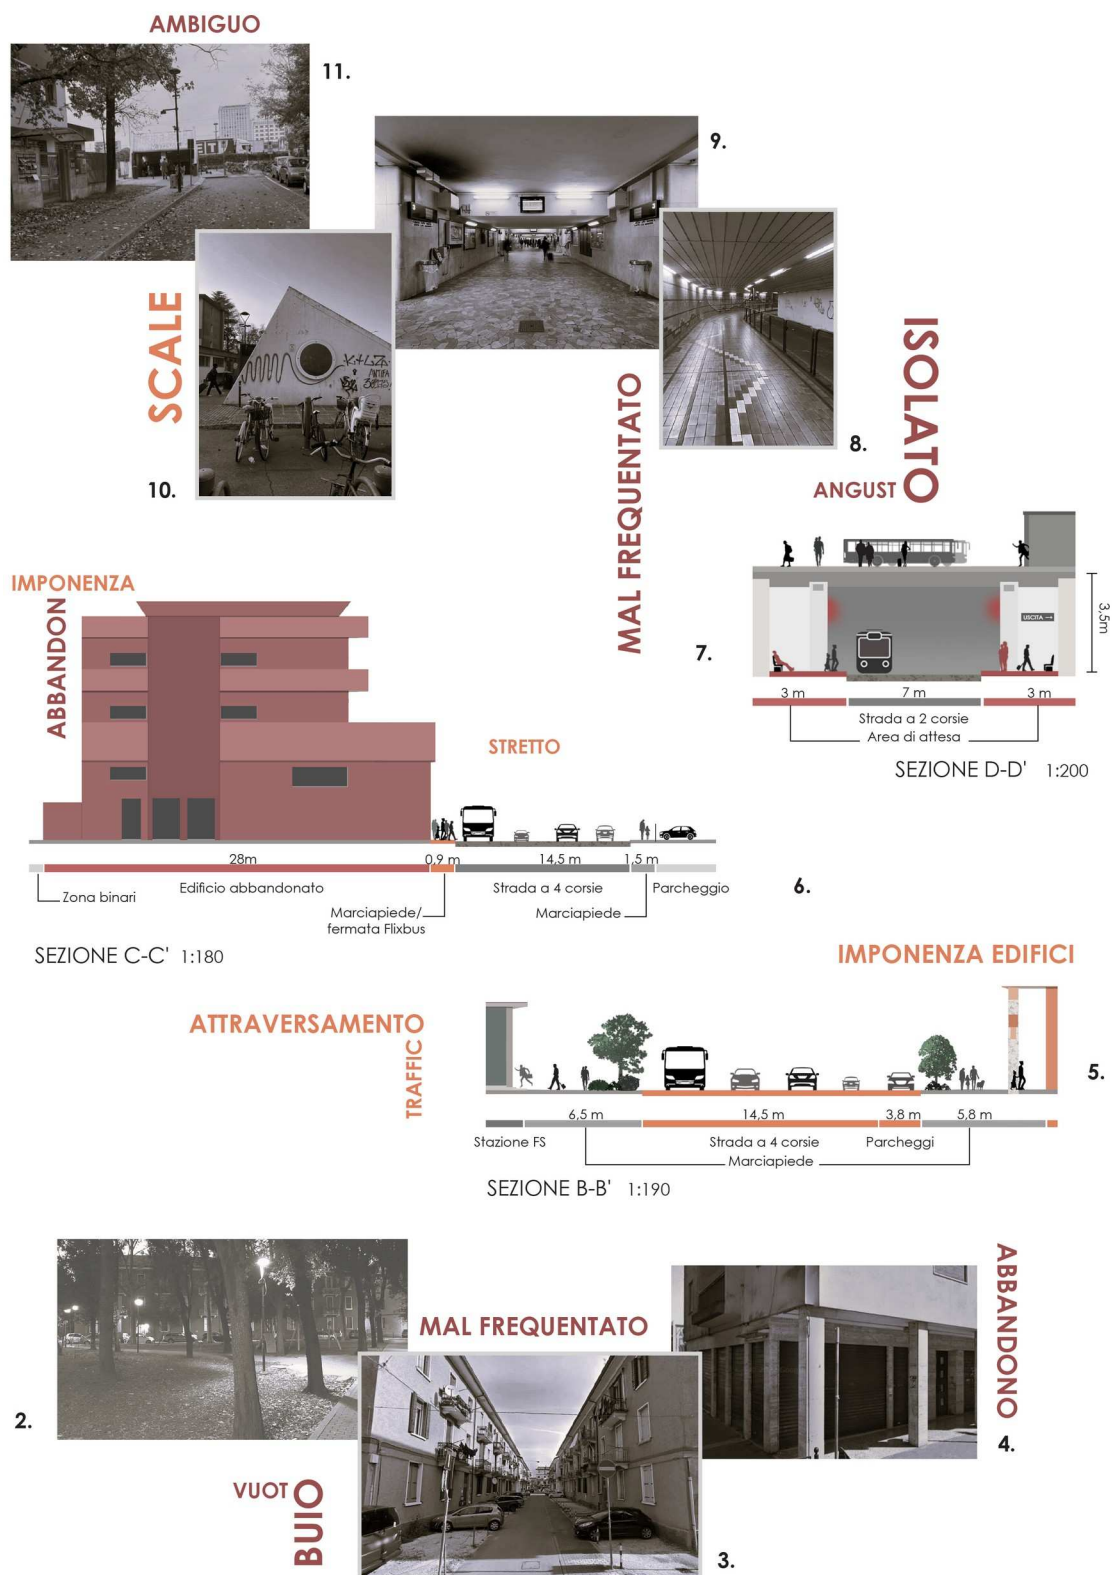 AMBIGUO
11.
9.
SCALE
10.
MAL FREQUENTATO
8.
ISOLATO
ANGUST
IMPONENZA
ABBANDON
7.
USCITA →
3,5m
3 m
7 m
3 m
Strada a 2 corsie
Area di attesa
SEZIONE D-D' 1:200
STRETTO
28m
0,9 m
14,5 m
1,5 m
Zona binari
Edificio abbandonato
Marciapiede/
fermata Flixbus
Strada a 4 corsie
Marciapiede
Parcheggio
6.
SEZIONE C-C' 1:180
IMPONENZA EDIFICI
ATTRAVERSAMENTO
TRAFFIC
5.
6,5 m
14,5 m
3,8 m
5,8 m
Stazione FS
Strada a 4 corsie
Parcheggi
Marciapiede
SEZIONE B-B' 1:190
2.
MAL FREQUENTATO
ABBANDONO
4.
VUOT
BUIO
3.
K+LZA
ANTIFA